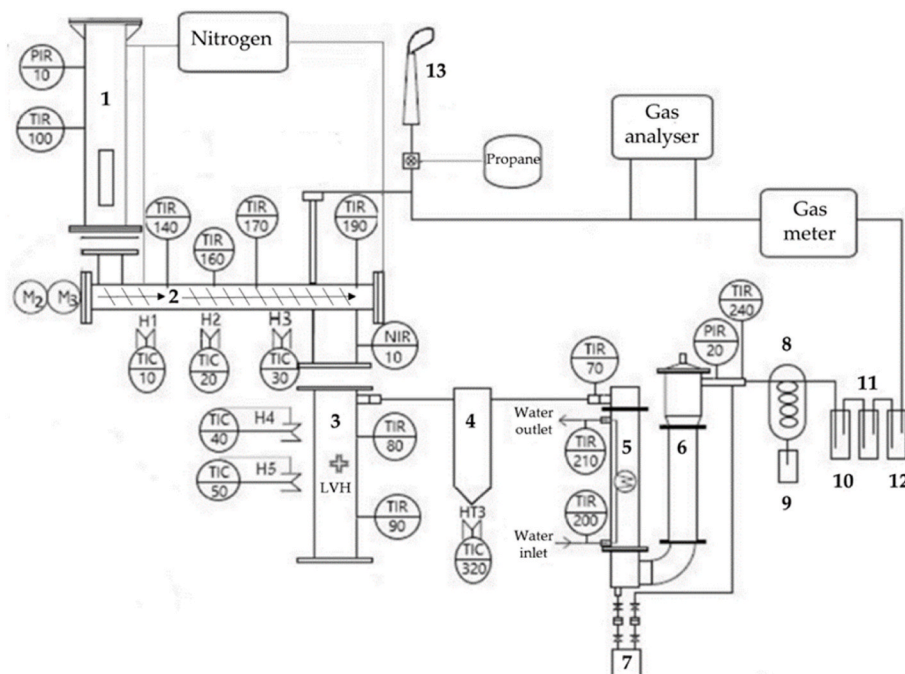 Nitrogen
13
PIR
10
1
TIR
100
Gas
analyser
Propane
TIR
140
TIR
160
TIR
170
TIR
190
Gas
meter
M2
M3
2
H1
H2
H3
TIC
10
TIC
20
TIC
30
NIR
10
TIR
240
PIR
20
8
TIR
70
11
TIC
40
H4
3
TIR
80
4
Water
outlet
TIR
210
5
6
TIC
50
H5
LVH
9
10
12
TIR
90
HT3
TIC
320
TIR
200
Water
inlet
W
7